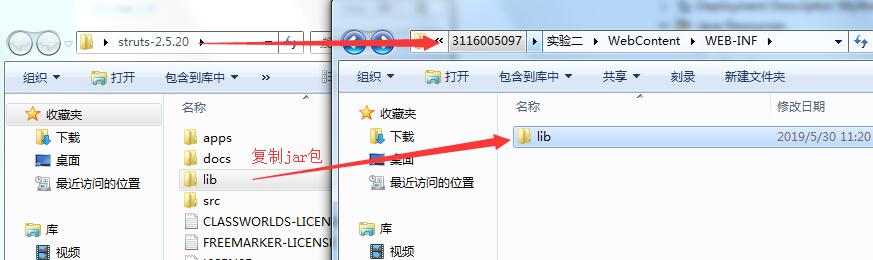 struts-2.5.20
« 3116005097 实验二 WebContent WEB-INF
组织 打开 包含到库中 »
组织 打开 包含到库中 共享 刻录 新建文件夹
收藏夹
下载
桌面
最近访问的位置
库
视频
名称
apps
docs
lib
src
CLASSWORLDS-LICEN
FREEMARKER-LICENS
复制jar包
收藏夹
下载
桌面
最近访问的位置
库
视频
名称 修改日期
lib 2019/5/30 11:20